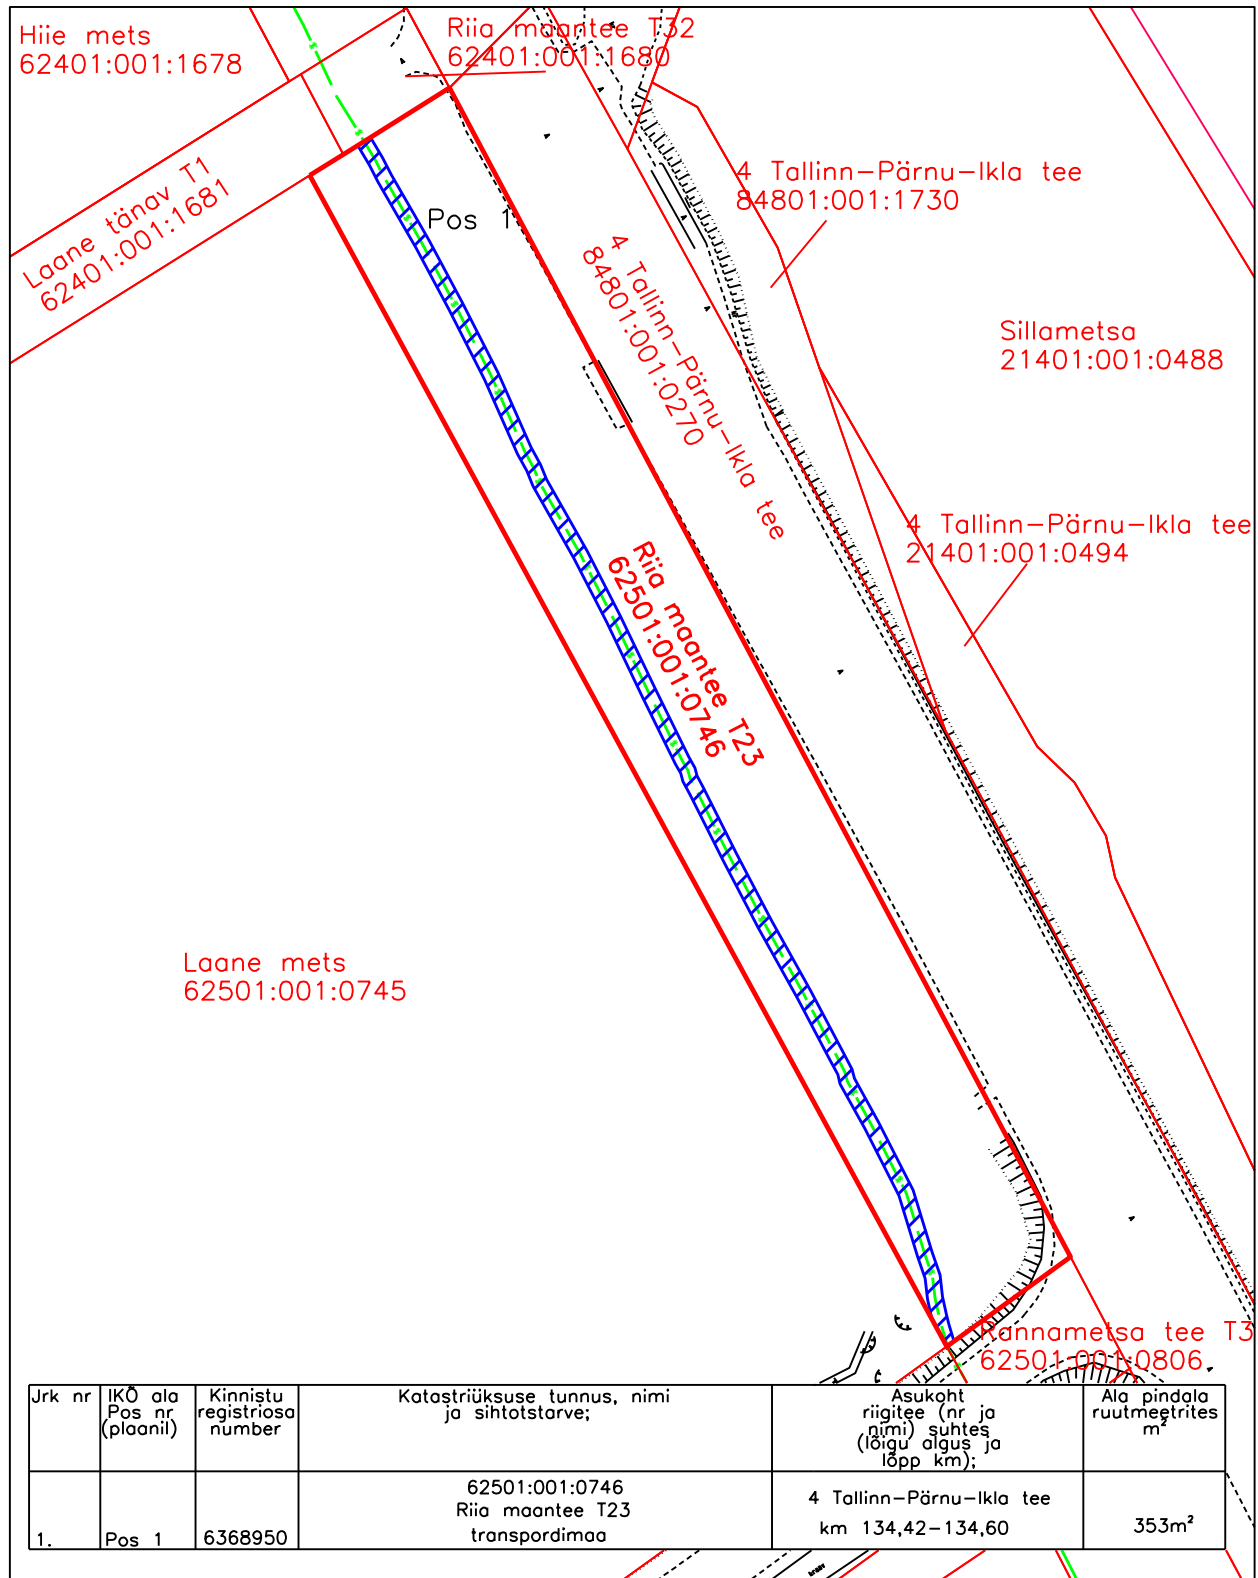 Hiie mets
62401:001:1678
Riia maantee T32
62401:001:1680
Laane tänav T1
62401:001:1681
Pos 1
4 Tallinn-Pärnu-Ikla tee
84801:001:1730
4 Tallinn-Pärnu-Ikla tee
84801:001:0270
Sillametsa
21401:001:0488
4 Tallinn-Pärnu-Ikla tee
21401:001:0494
Riia maantee T23
62501:001:0746
Laane mets
62501:001:0745
Rannametsa tee T3
62501:001:0806
Jrk nr
IKÕ ala
Pos nr
(plaanil)
Kinnistu
registriosa
number
Katastriüksuse tunnus, nimi
ja sihtotstarve;
Asukoht
riigitee (nr ja
nimi) suhtes
(lõigu algus ja
lõpp km);
Ala pindala
ruutmeetrites
m²
1.
Pos 1
6368950
62501:001:0746
Riia maantee T23
transpordimaa
4 Tallinn-Pärnu-Ikla tee
km 134,42-134,60
353m²